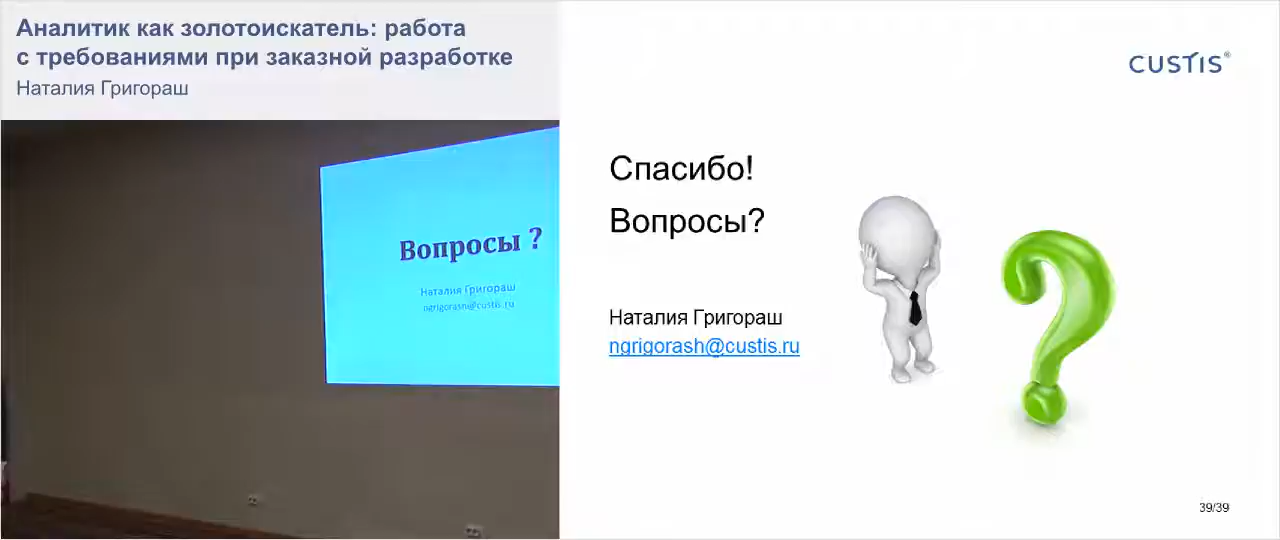 Аналитик как золотоискатель: работа
с требованиями при заказной разработке
Наталия Григораш
Вопросы ?
Наталия Григораш
ngrigorash@custis.ru
CUSTIS®
Спасибо!
Вопросы?
Наталия Григораш
ngrigorash@custis.ru
39/39